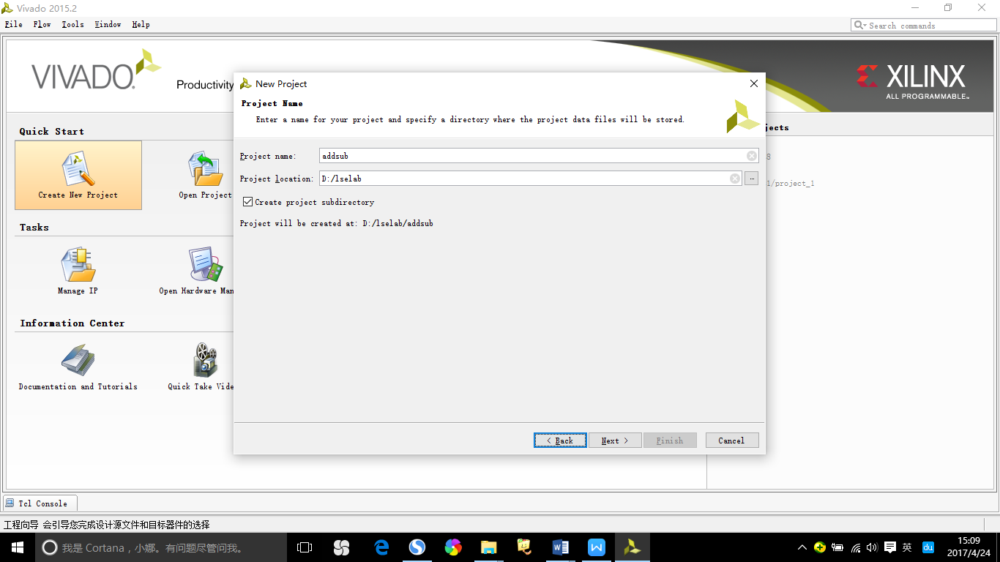 Vivado 2015.2
File Flow Tools Window Help
Search commands
VIVADO.
Productivity
XILINX
ALL PROGRAMMABLE™
New Project
Project Name
Enter a name for your project and specify a directory where the project data files will be stored.
Quick Start
Create New Project
Open Project
jects
8
1/project_1
Project name: addsub
Project location: D:/lselab
...
Create project subdirectory
Project will be created at: D:/lselab/addsub
Tasks
Manage IP
Open Hardware Man
Information Center
Documentation and Tutorials
Quick Take Vide
< Back Next > Finish Cancel
Tcl Console
工程向导 会引导您完成设计源文件和目标器件的选择
我是 Cortana，小娜。有问题尽管问我。
英
du
15:09
2017/4/24